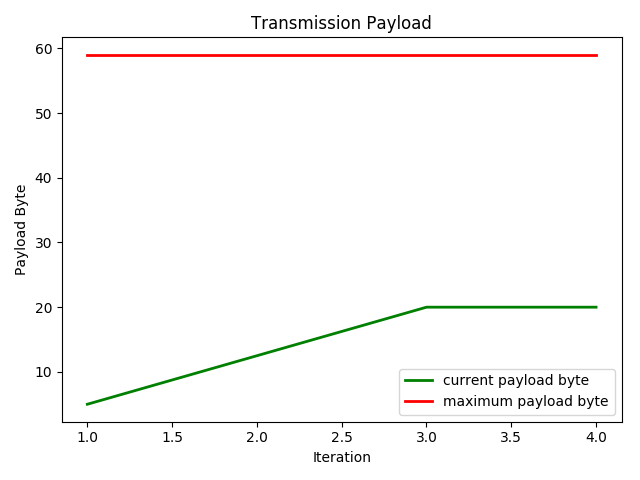 Transmission Payload
60
50
40
30
20
10
Payload Byte
current payload byte
maximum payload byte
1.0 1.5 2.0 2.5 3.0 3.5 4.0
Iteration